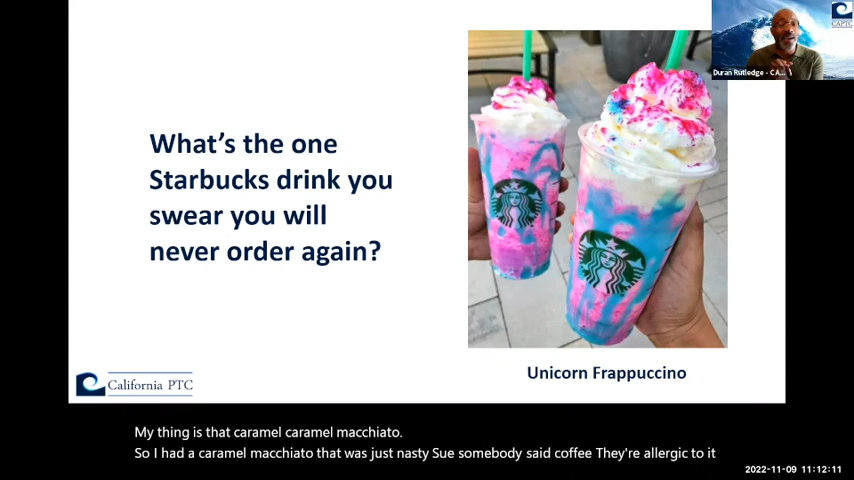 What's the one
Starbucks drink you
swear you will
never order again?
Unicorn Frappuccino
California PTC
Duran Rutledge - CA...
CAPTC
My thing is that caramel caramel macchiato.
So I had a caramel macchiato that was just nasty Sue somebody said coffee They're allergic to it
2022-11-09 11:12:11